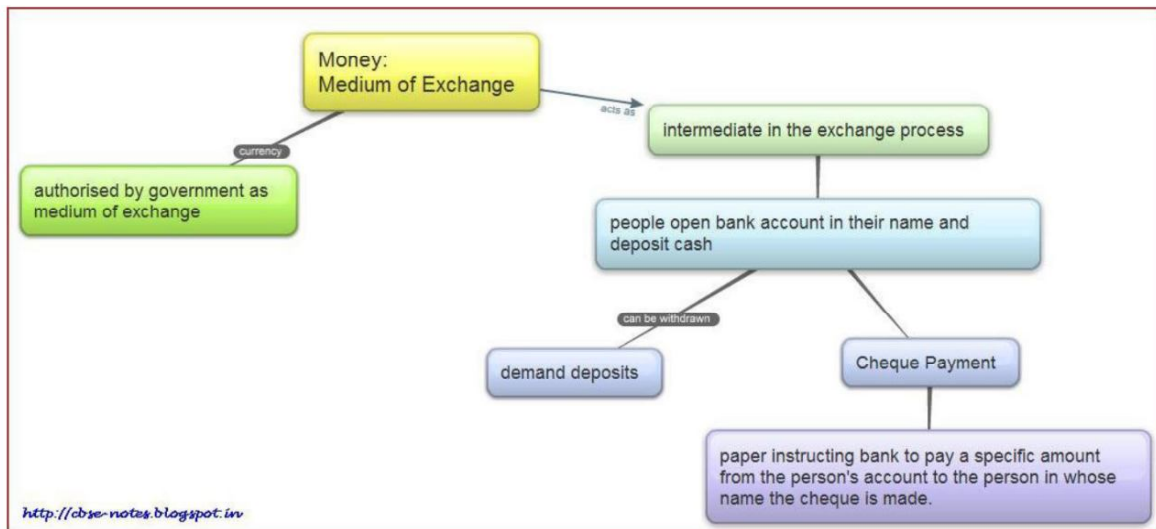 Money:
Medium of Exchange
acts as
intermediate in the exchange process
currency
authorised by government as
medium of exchange
people open bank account in their name and
deposit cash
can be withdrawn
demand deposits
Cheque Payment
paper instructing bank to pay a specific amount
from the person's account to the person in whose
name the cheque is made.
http://cbse-notes.blogspot.in